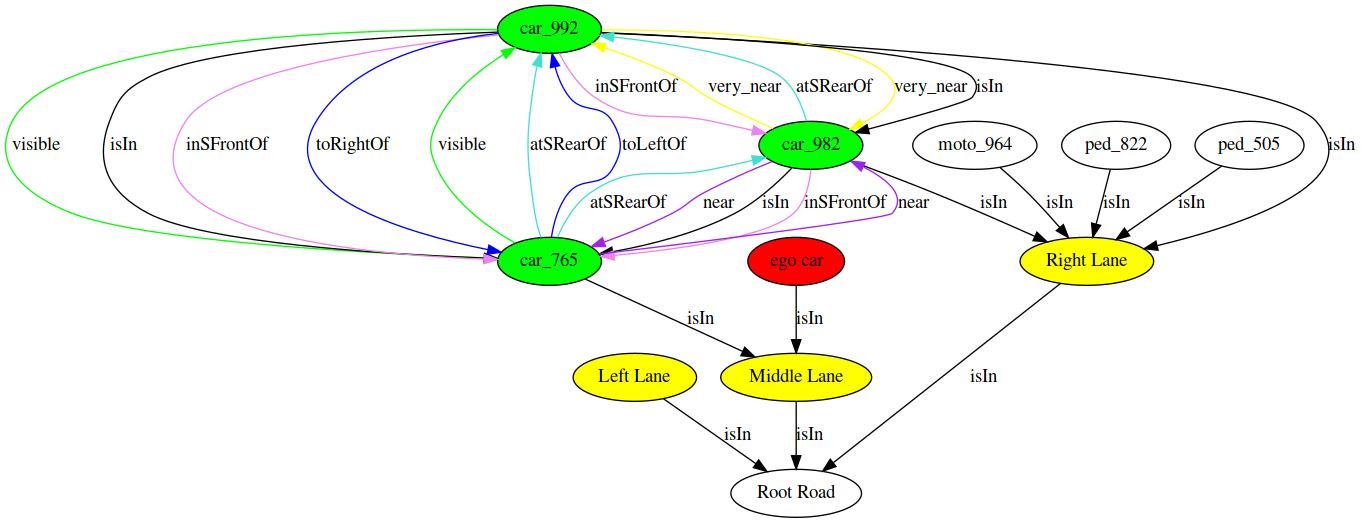 car_992
inSFrontOf
very_near
atSRearOf
very_near
isIn
visible
isIn
inSFrontOf
toRightOf
visible
atSRearOf
toLeftOf
car_982
moto_964
ped_822
ped_505
isIn
atSRearOf
near
isIn
inSFrontOf
near
isIn
isIn
isIn
isIn
car_765
ego car
Right Lane
isIn
isIn
Left Lane
Middle Lane
isIn
isIn
isIn
Root Road